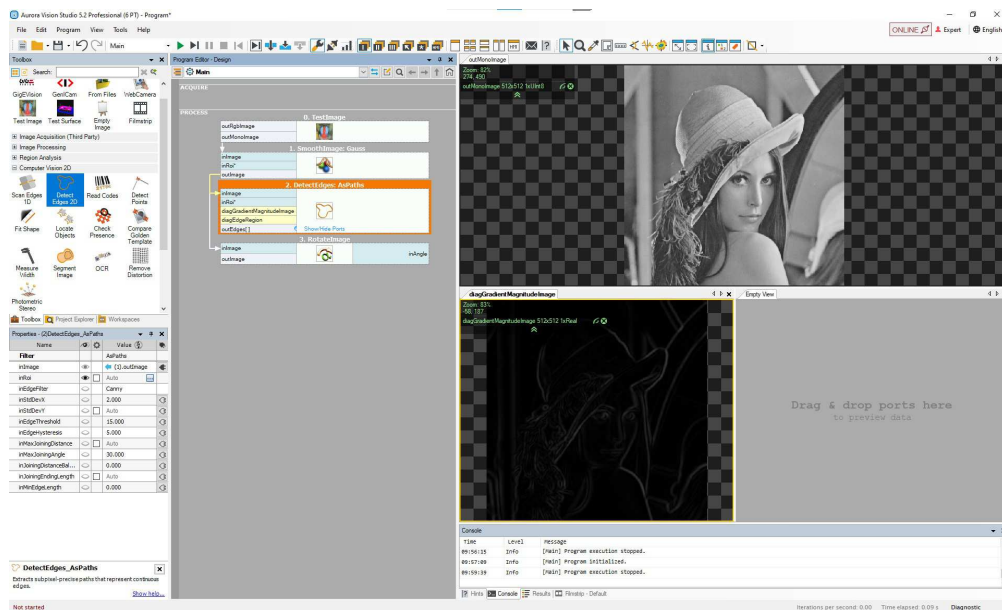 Aurora Vision Studio 5.2 Professional (6 PT) - Program*
File Edit Program View Tools Help
ONLINE Expert English
Main
Toolbox
Search:
GigEVision GenICam From Files WebCamera
Test Image Test Surface Empty Image Filmstrip
Image Acquisition (Third Party)
Image Processing
Region Analysis
Computer Vision 2D
Scan Edges 1D Detect Edges 2D Read Codes Detect Points
Fit Shape Locate Objects Check Presence Compare Golden Template
Measure Width Segment Image OCR Remove Distortion
Photometric Stereo
Toolbox Project Explorer Workspaces
Properties - (2)DetectEdges_AsPaths
Name Value
Filter AsPaths
inImage (1).outImage
inRoi Auto
inEdgeFilter Canny
inStdDevX 2.000
inStdDevY Auto
inEdgeThreshold 15.000
inEdgeHysteresis 5.000
inMaxJoiningDistance Auto
inMaxJoiningAngle 30.000
inJoiningDistanceBal... 0.000
inJoiningEndingLength Auto
inMinEdgeLength 0.000
DetectEdges_AsPaths
Extracts subpixel-precise paths that represent continuous edges.
Show help...
Not started
Program Editor - Design
Main
ACQUIRE
PROCESS
0. TestImage
outRgbImage
outMonoImage
1. SmoothImage: Gauss
inImage
inRoi*
outImage
2. DetectEdges: AsPaths
inImage
inRoi*
diagGradientMagnitudeImage
diagEdgeRegion
outEdges[] Show/Hide Ports
3. RotateImage
inImage
inAngle
outImage
outMonoImage
Zoom: 82%
274, 490
outMonoImage 512x512 1xUInt8
diagGradientMagnitudeImage
Zoom: 83%
-58, 187
diagGradientMagnitudeImage 512x512 1xReal
Empty View
Drag & drop ports here
to preview data
Console
Time Level Message
09:56:15 Info [Main] Program execution stopped.
09:57:09 Info [Main] Program initialized.
09:59:39 Info [Main] Program execution stopped.
Hints Console Results Filmstrip - Default
Iterations per second: 0.00 Time elapsed: 0.09 s Diagnostic